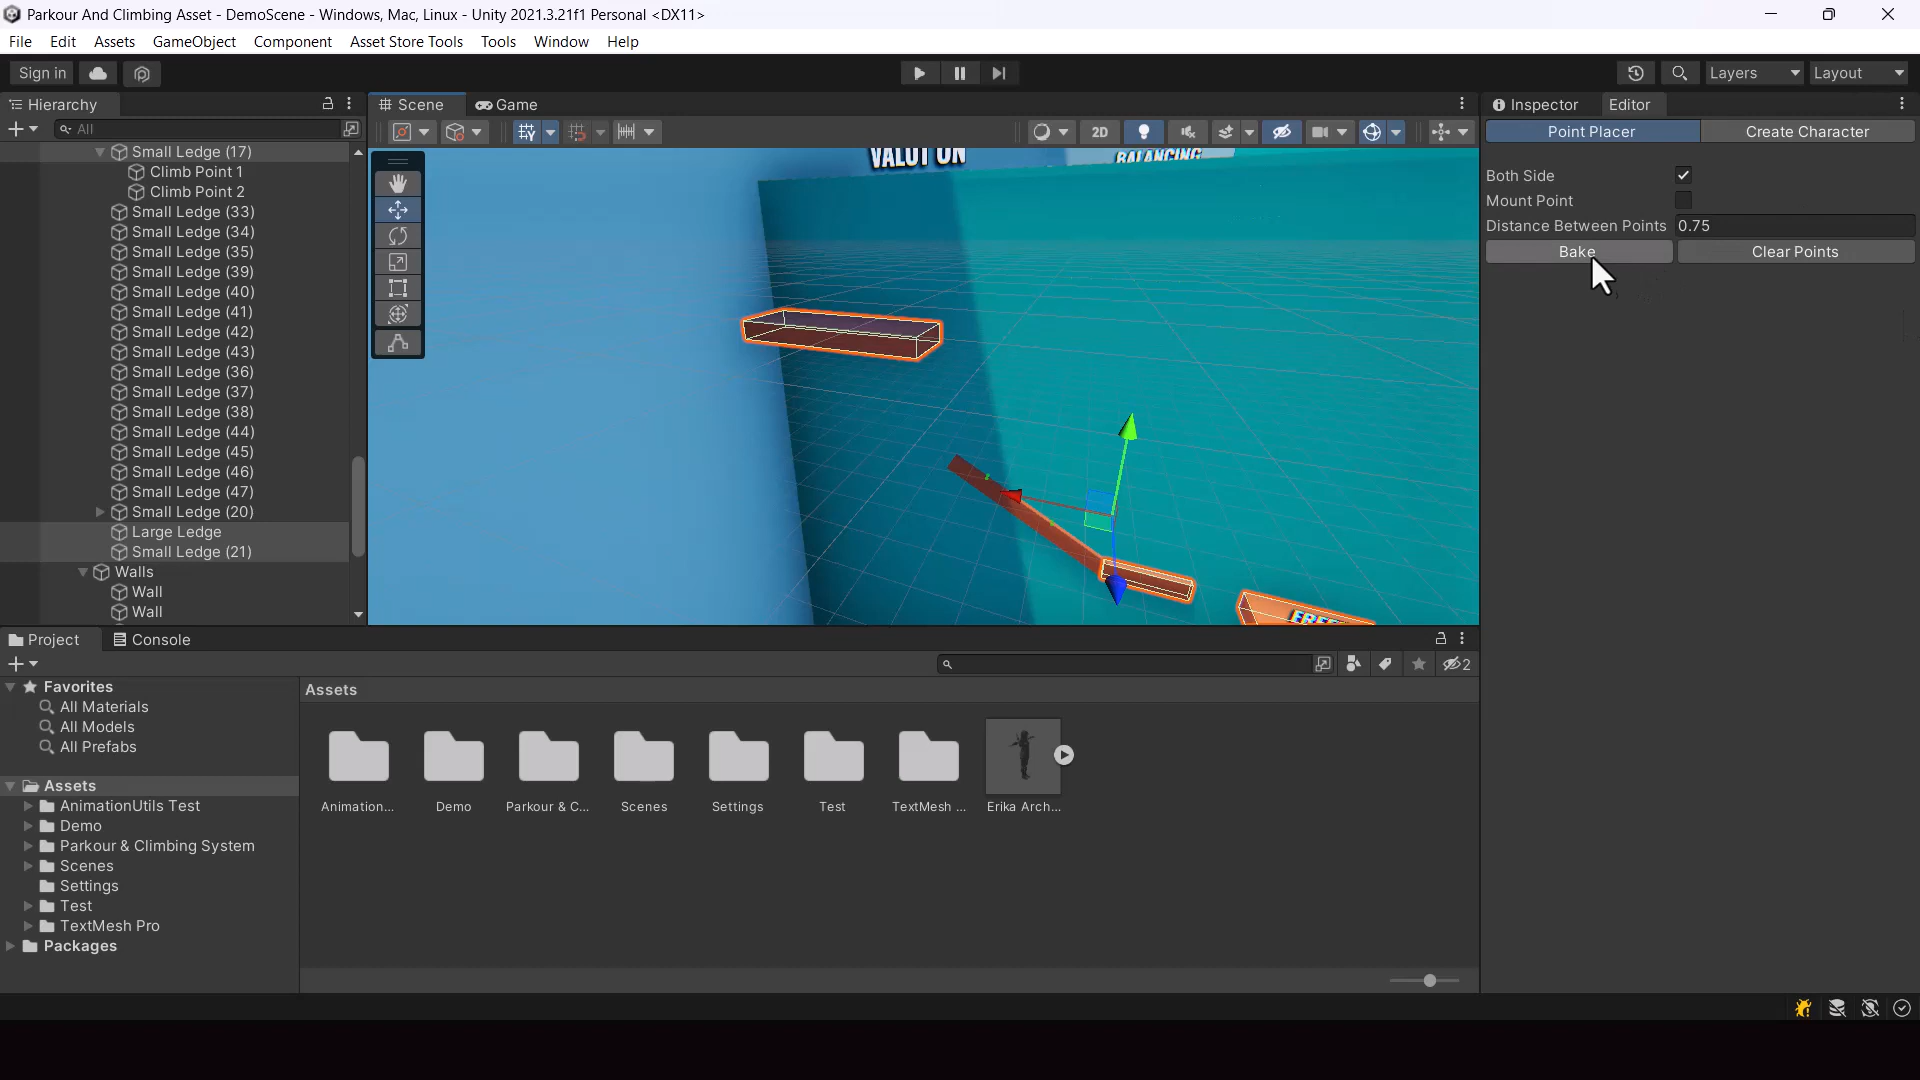 Parkour And Climbing Asset - DemoScene - Windows, Mac, Linux - Unity 2021.3.21f1 Personal <DX11>
File Edit Assets GameObject Component Asset Store Tools Tools Window Help
Sign in
Layers
Layout
Hierarchy
Scene
Game
Inspector
Editor
All
2D
Point Placer
Create Character
Both Side
Mount Point
Distance Between Points 0.75
Bake
Clear Points
Small Ledge (17)
Climb Point 1
Climb Point 2
Small Ledge (33)
Small Ledge (34)
Small Ledge (35)
Small Ledge (39)
Small Ledge (40)
Small Ledge (41)
Small Ledge (42)
Small Ledge (43)
Small Ledge (36)
Small Ledge (37)
Small Ledge (38)
Small Ledge (44)
Small Ledge (45)
Small Ledge (46)
Small Ledge (47)
Small Ledge (20)
Large Ledge
Small Ledge (21)
Walls
Wall
Wall
VALUT ON
BALANCING
Project
Console
2
Favorites
All Materials
All Models
All Prefabs
Assets
AnimationUtils Test
Demo
Parkour & Climbing System
Scenes
Settings
Test
TextMesh Pro
Packages
Assets
Animation...
Demo
Parkour & C...
Scenes
Settings
Test
TextMesh ...
Erika Arch...